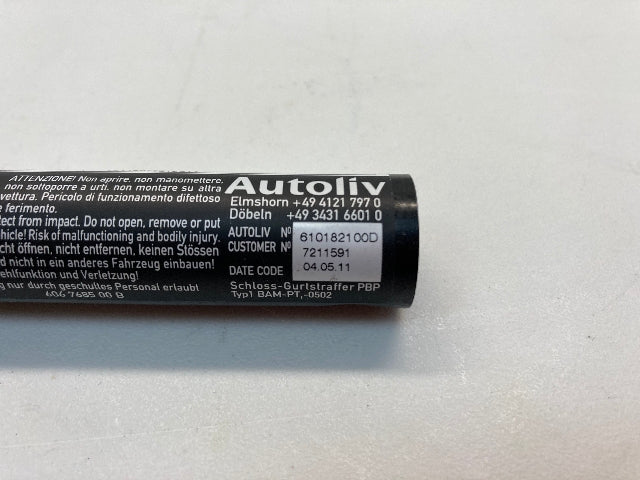 ATTENZIONE! Non aprire, non manomettere,
non sottoporre a urti, non montare su altra
vettura. Pericolo di funzionamento difettoso
e ferimento.
tect from impact. Do not open, remove or put
ehicle! Risk of malfunctioning and bodily injury.
cht öffnen, nicht entfernen, keinen Stössen
nd nicht in ein anderes Fahrzeug einbauen!
ehlfunktion und Verletzung!
g nur durch geschultes Personal erlaubt
606 7685 00 B
Autoliv
Elmshorn +49 4121 797 0
Döbeln +49 3431 6601 0
AUTOLIV Nº 610182100D
CUSTOMER Nº 7211591
DATE CODE 04.05.11
Schloss-Gurtstraffer PBP
Typ1 BAM-PT,-0502